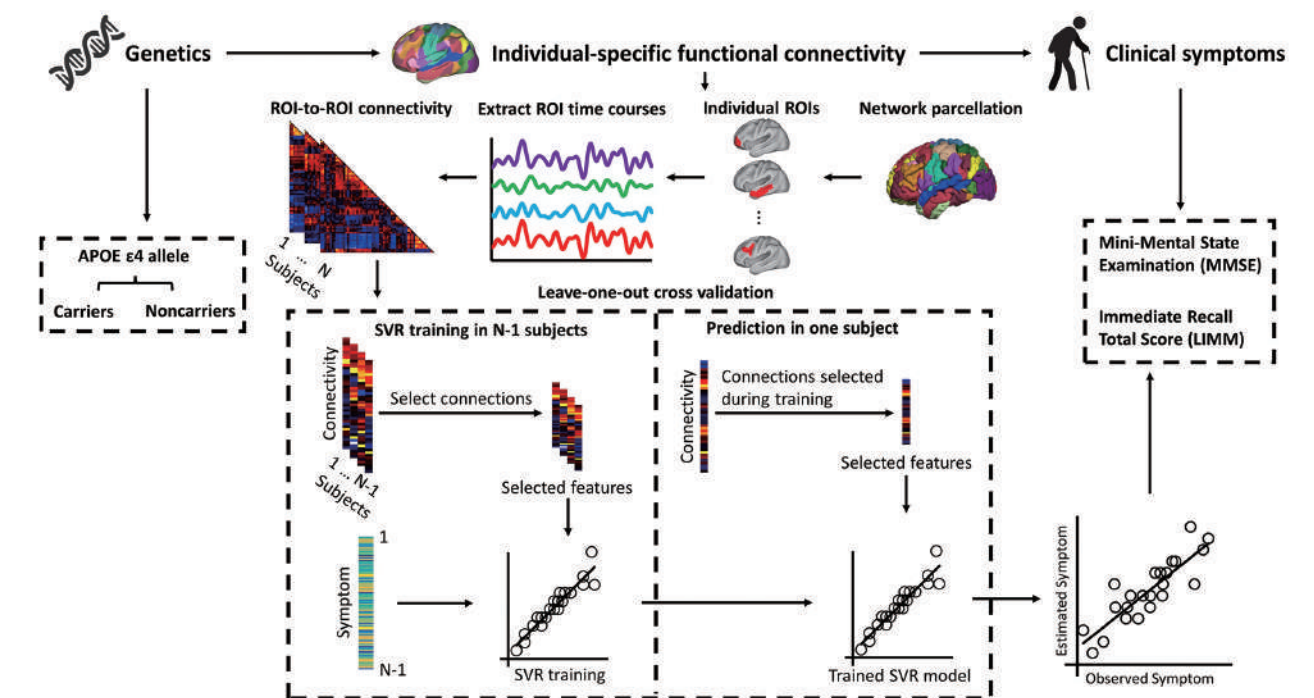 Genetics
Individual-specific functional connectivity
Clinical symptoms
ROI-to-ROI connectivity
Extract ROI time courses
Individual ROIs
Network parcellation
...
1 ... N
Subjects
APOE ε4 allele
Carriers
Noncarriers
Mini-Mental State
Examination (MMSE)
Immediate Recall
Total Score (LIMM)
Leave-one-out cross validation
SVR training in N-1 subjects
Connectivity
Select connections
1 ... N-1
Subjects
Selected features
Symptom
1
N-1
SVR training
Prediction in one subject
Connectivity
Connections selected
during training
Selected features
Trained SVR model
Estimated Symptom
Observed Symptom